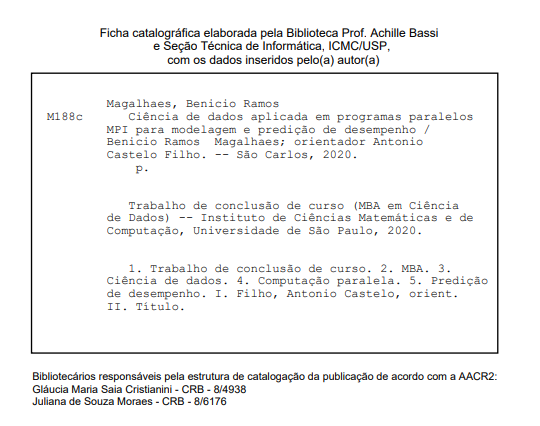 Ficha catalográfica elaborada pela Biblioteca Prof. Achille Bassi
e Seção Técnica de Informática, ICMC/USP,
com os dados inseridos pelo(a) autor(a)
Magalhaes, Benicio Ramos
M188c Ciência de dados aplicada em programas paralelos
MPI para modelagem e predição de desempenho /
Benicio Ramos Magalhaes; orientador Antonio
Castelo Filho. -- São Carlos, 2020.
p.
Trabalho de conclusão de curso (MBA em Ciência
de Dados) -- Instituto de Ciências Matemáticas e de
Computação, Universidade de São Paulo, 2020.
1. Trabalho de conclusão de curso. 2. MBA. 3.
Ciência de dados. 4. Computação paralela. 5. Predição
de desempenho. I. Filho, Antonio Castelo, orient.
II. Título.
Bibliotecários responsáveis pela estrutura de catalogação da publicação de acordo com a AACR2:
Gláucia Maria Saia Cristianini - CRB - 8/4938
Juliana de Souza Moraes - CRB - 8/6176